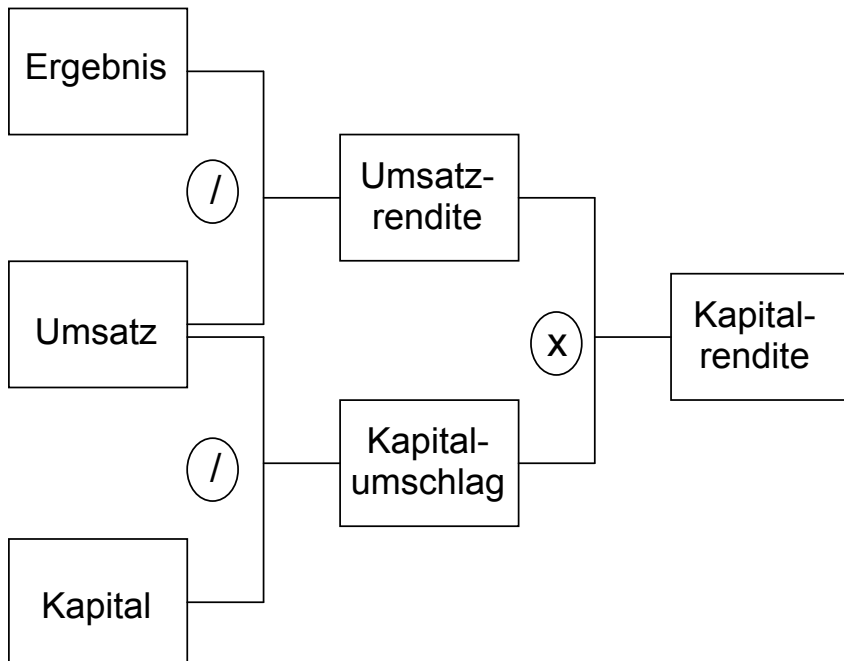 Ergebnis
/
Umsatz-
rendite
Umsatz
x
Kapital-
rendite
/
Kapital-
umschlag
Kapital